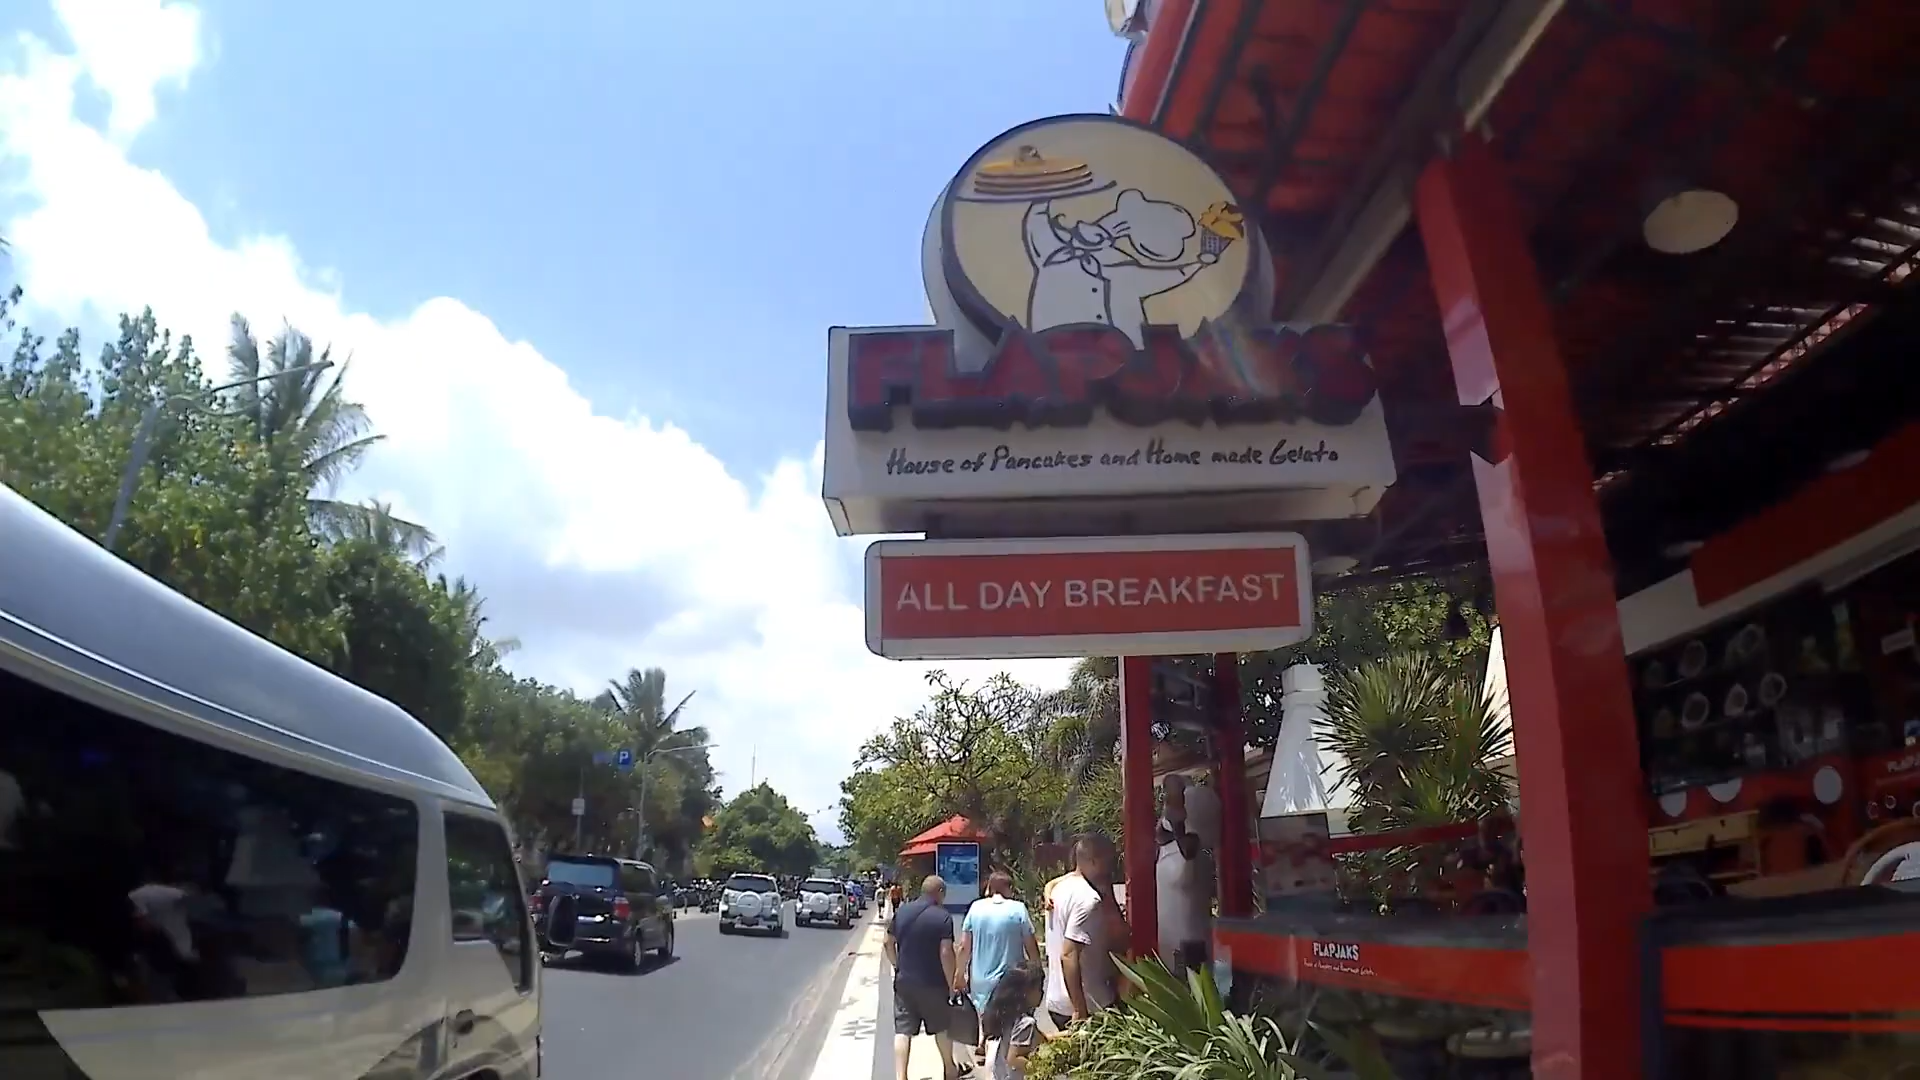 FLAPJAKS
House of Pancakes and Home made Gelato
ALL DAY BREAKFAST
P
FLAPJAKS